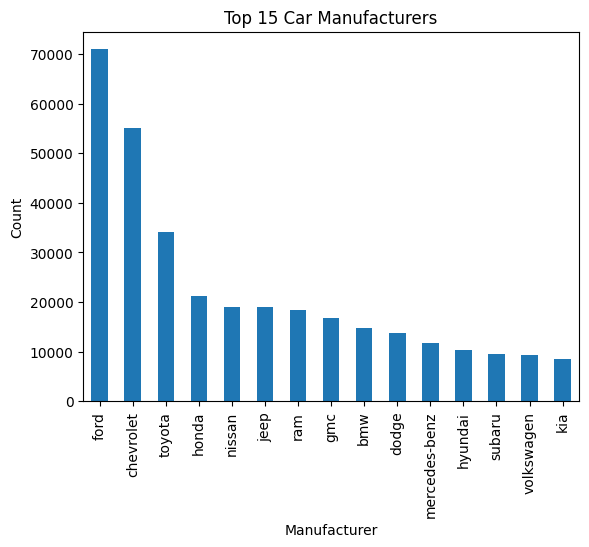 Top 15 Car Manufacturers
Count
70000
60000
50000
40000
30000
20000
10000
0
ford
chevrolet
toyota
honda
nissan
jeep
ram
gmc
bmw
dodge
mercedes-benz
hyundai
subaru
volkswagen
kia
Manufacturer